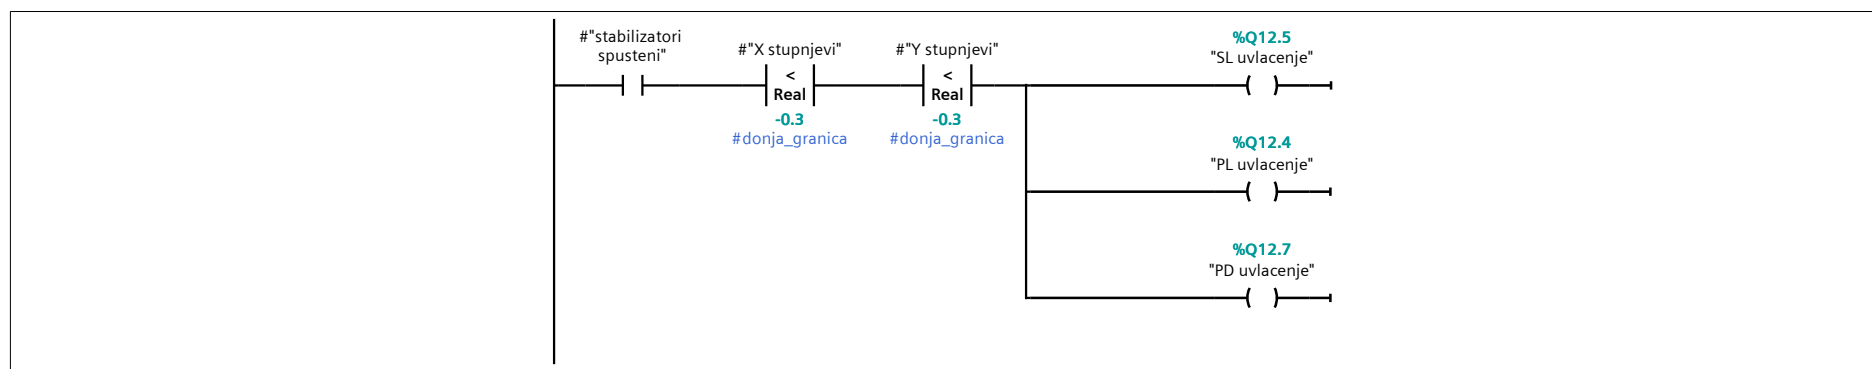 #"stabilizatori
spusteni"
#"X stupnjevi"
<
Real
-0.3
#donja_granica
#"Y stupnjevi"
<
Real
-0.3
#donja_granica
%Q12.5
"SL uvlacenje"
%Q12.4
"PL uvlacenje"
%Q12.7
"PD uvlacenje"